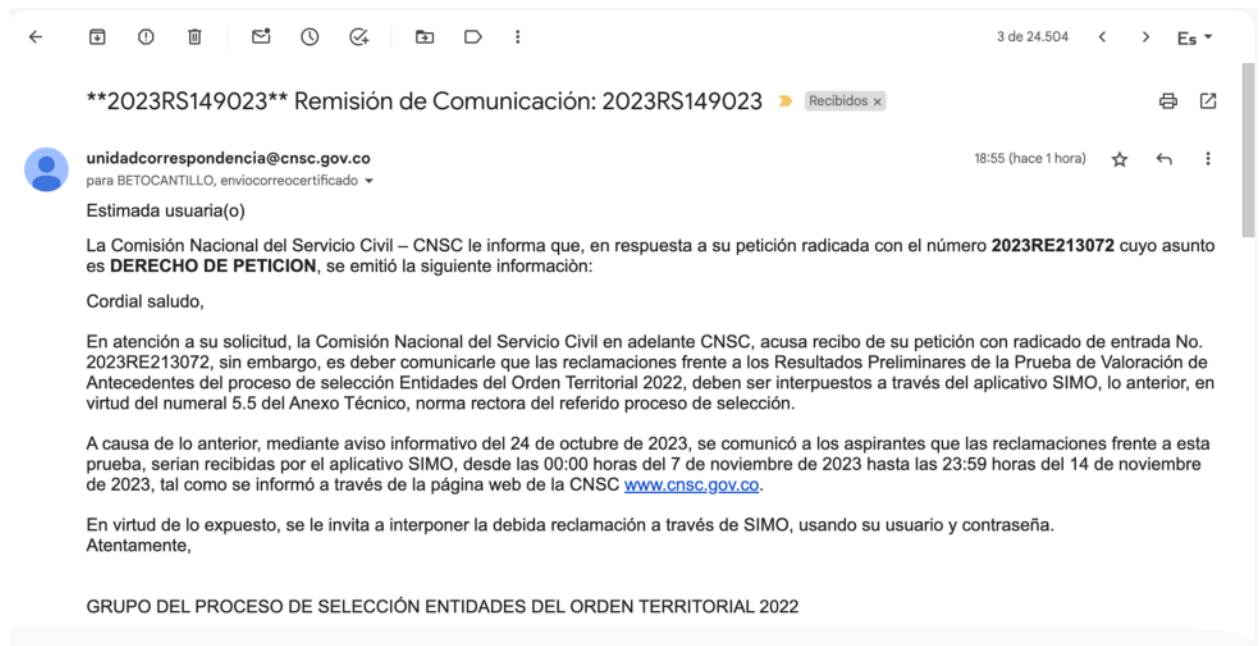 3 de 24.504
Es
**2023RS149023** Remisión de Comunicación: 2023RS149023
Recibidos ×
unidadcorrespondencia@cnsc.gov.co
18:55 (hace 1 hora)
para BETOCANTILLO, enviocorreocertificado
Estimada usuaria(o)
La Comisión Nacional del Servicio Civil – CNSC le informa que, en respuesta a su petición radicada con el número 2023RE213072 cuyo asunto
es DERECHO DE PETICION, se emitió la siguiente informaciòn:
Cordial saludo,
En atención a su solicitud, la Comisión Nacional del Servicio Civil en adelante CNSC, acusa recibo de su petición con radicado de entrada No.
2023RE213072, sin embargo, es deber comunicarle que las reclamaciones frente a los Resultados Preliminares de la Prueba de Valoración de
Antecedentes del proceso de selección Entidades del Orden Territorial 2022, deben ser interpuestos a través del aplicativo SIMO, lo anterior, en
virtud del numeral 5.5 del Anexo Técnico, norma rectora del referido proceso de selección.
A causa de lo anterior, mediante aviso informativo del 24 de octubre de 2023, se comunicó a los aspirantes que las reclamaciones frente a esta
prueba, serian recibidas por el aplicativo SIMO, desde las 00:00 horas del 7 de noviembre de 2023 hasta las 23:59 horas del 14 de noviembre
de 2023, tal como se informó a través de la página web de la CNSC www.cnsc.gov.co.
En virtud de lo expuesto, se le invita a interponer la debida reclamación a través de SIMO, usando su usuario y contraseña.
Atentamente,
GRUPO DEL PROCESO DE SELECCIÓN ENTIDADES DEL ORDEN TERRITORIAL 2022